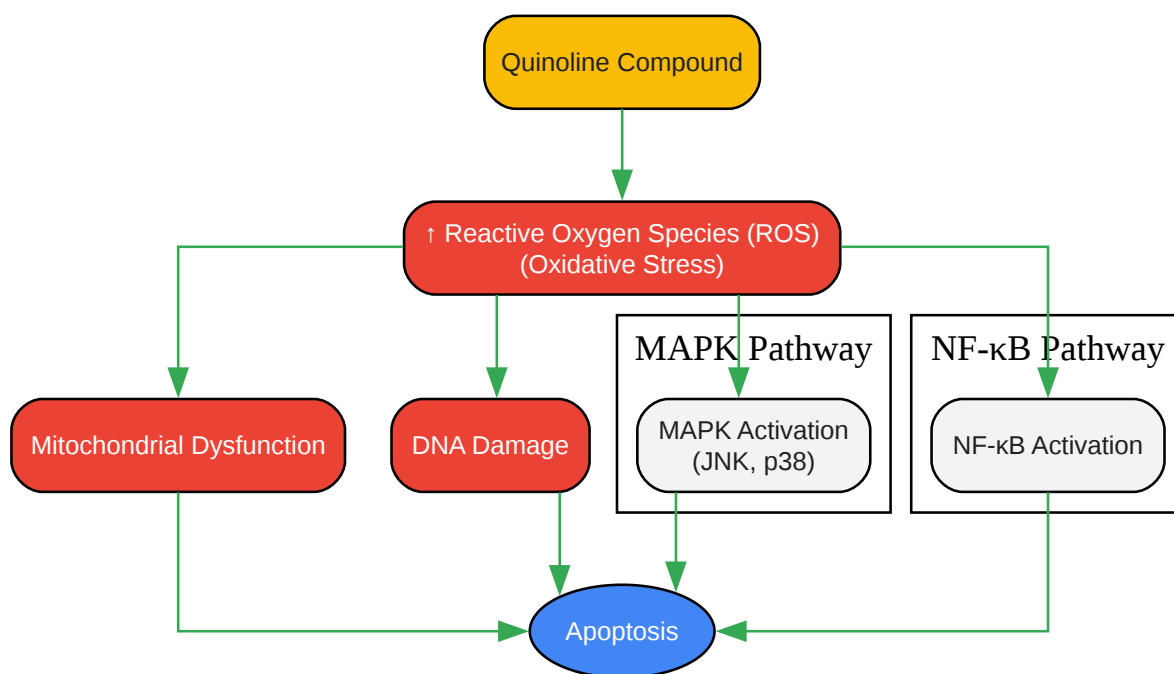 Quinoline Compound
↑ Reactive Oxygen Species (ROS)
(Oxidative Stress)
MAPK Pathway
NF-κB Pathway
Mitochondrial Dysfunction
DNA Damage
MAPK Activation
(JNK, p38)
NF-κB Activation
Apoptosis